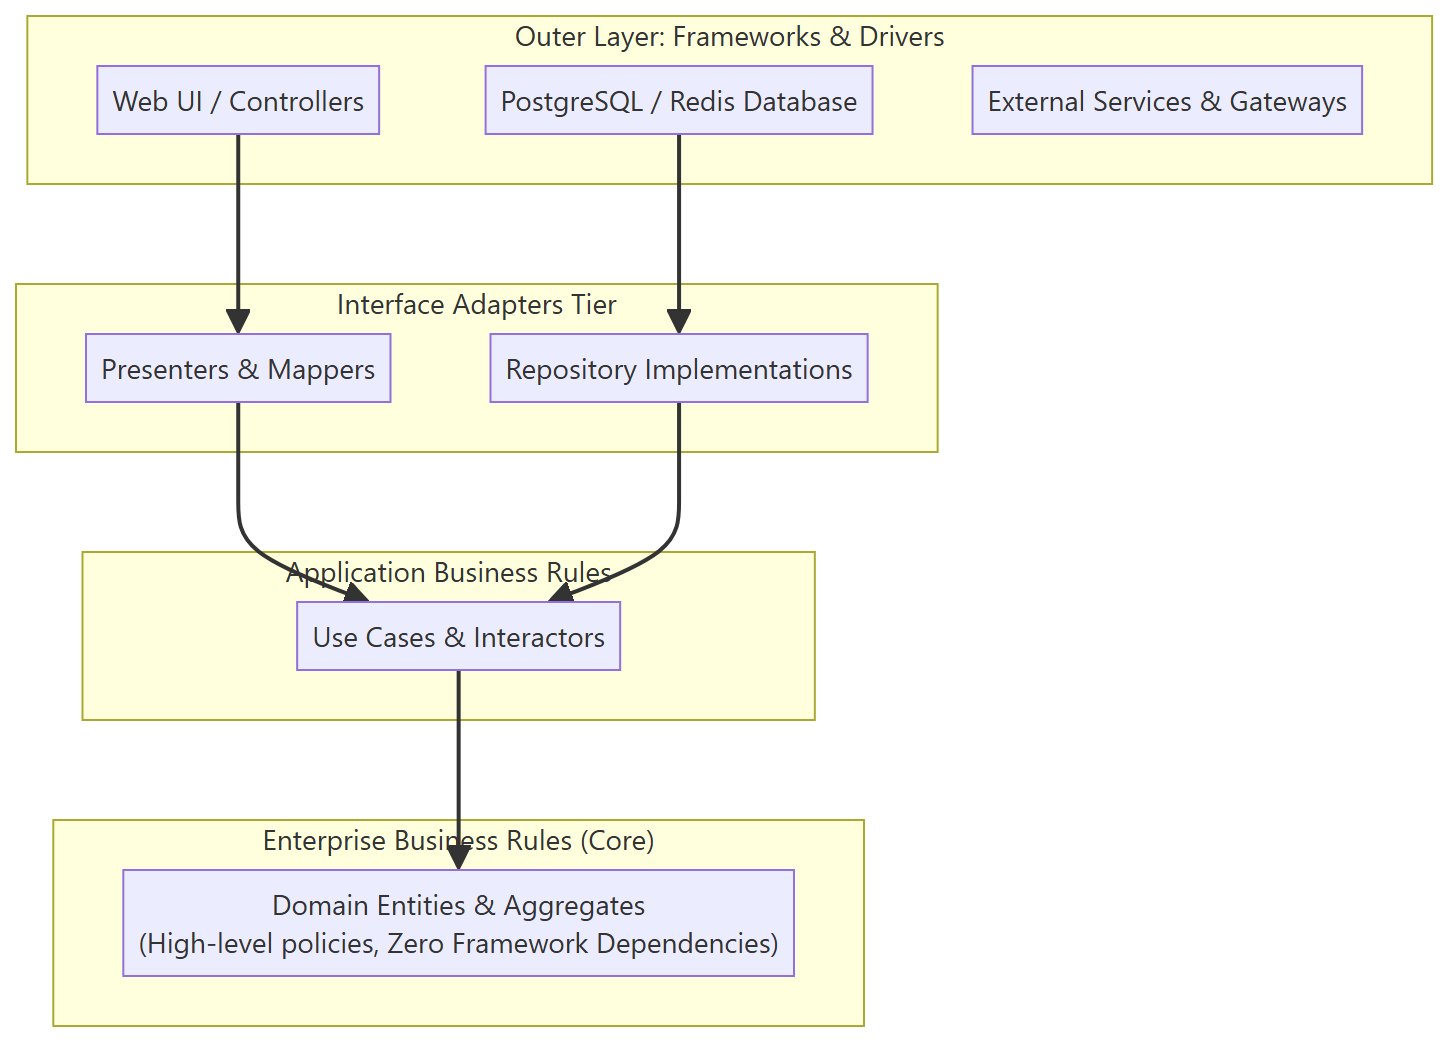 Outer Layer: Frameworks & Drivers
Web UI / Controllers
PostgreSQL / Redis Database
External Services & Gateways
Interface Adapters Tier
Presenters & Mappers
Repository Implementations
Application Business Rules
Use Cases & Interactors
Enterprise Business Rules (Core)
Domain Entities & Aggregates
(High-level policies, Zero Framework Dependencies)